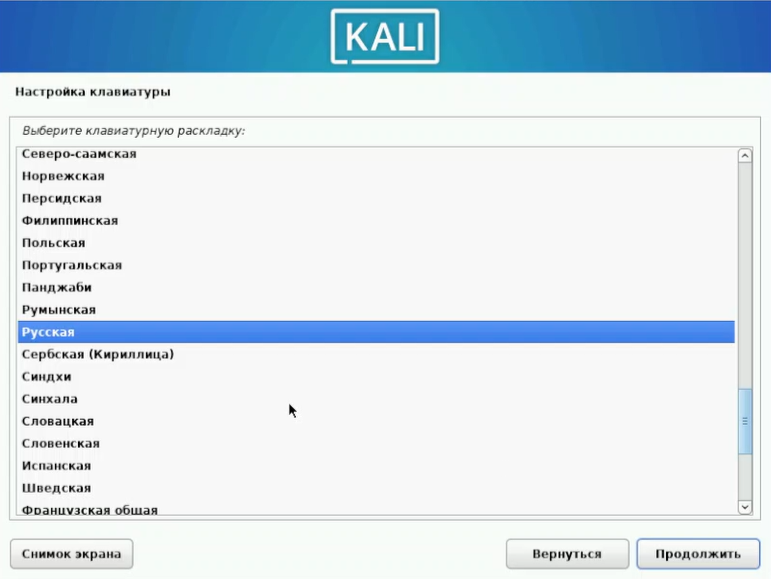 KALI
Настройка клавиатуры
Выберите клавиатурную раскладку:
Северо-саамская
Норвежская
Персидская
Филиппинская
Польская
Португальская
Панджаби
Румынская
Русская
Сербская (Кириллица)
Синдхи
Синхала
Словацкая
Словенская
Испанская
Шведская
Французская общая
Снимок экрана
Вернуться
Продолжить